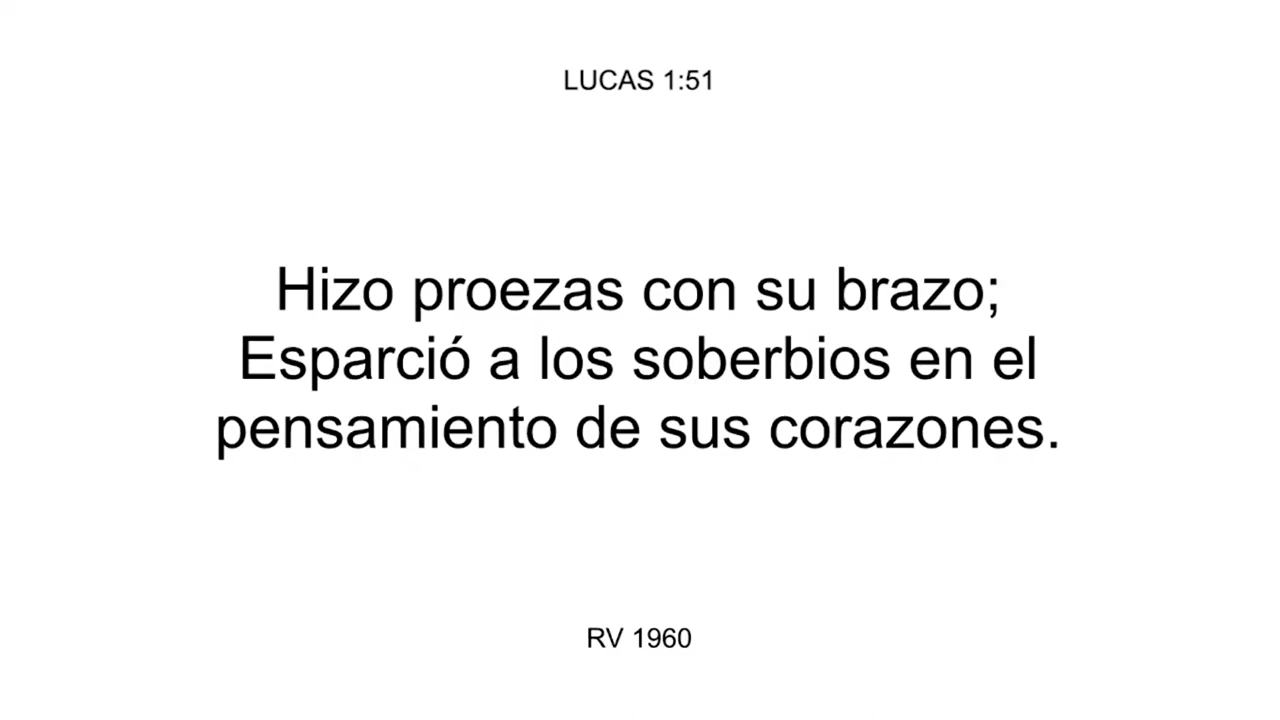 LUCAS 1:51
Hizo proezas con su brazo;
Esparció a los soberbios en el
pensamiento de sus corazones.
RV 1960